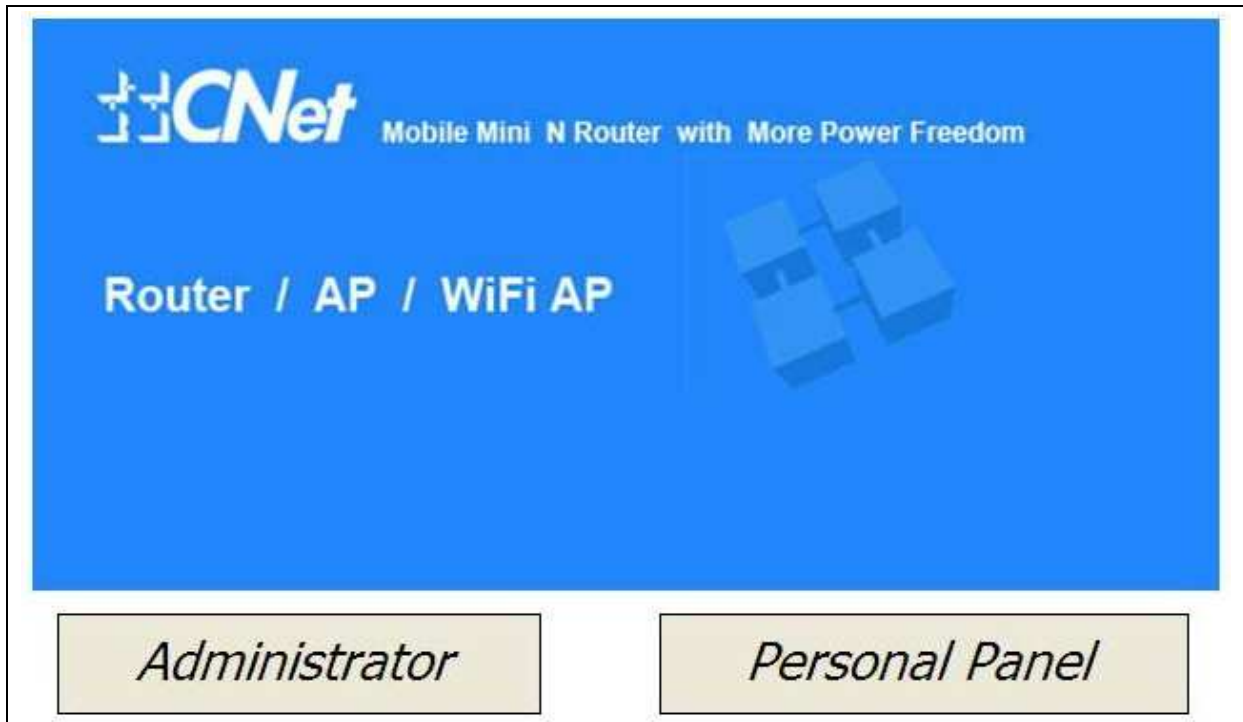 CNet Mobile Mini N Router with More Power Freedom
Router / AP / WiFi AP
Administrator Personal Panel